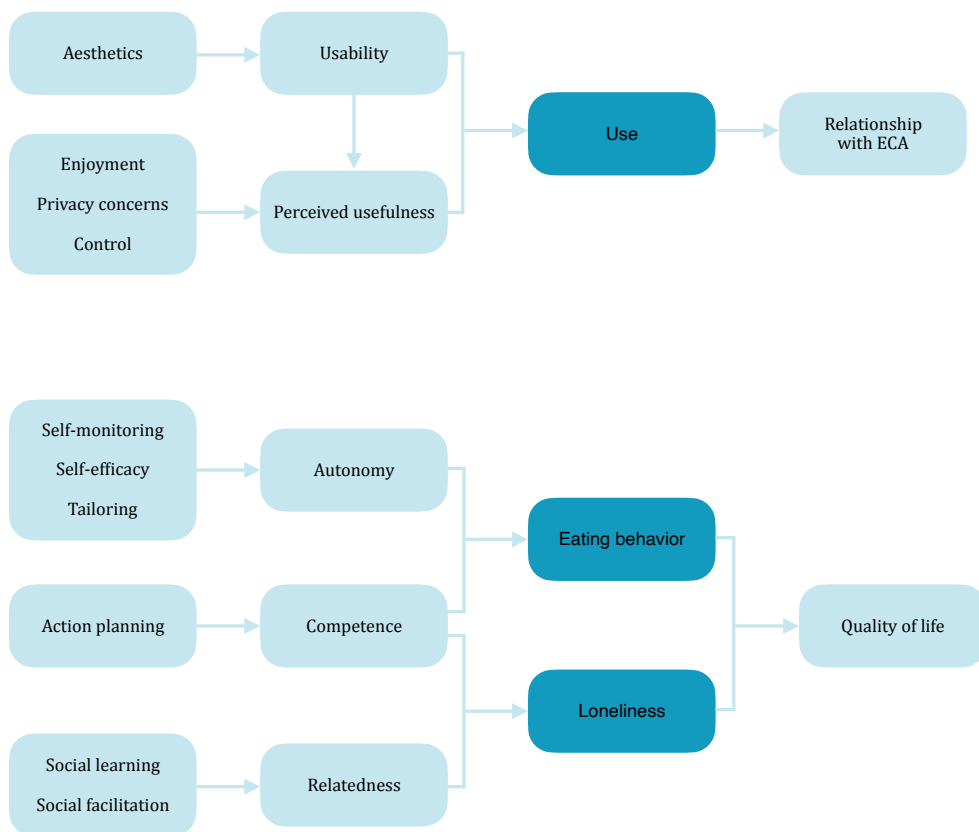 Aesthetics
Usability
Use
Relationship
with ECA
Enjoyment
Privacy concerns
Control
Perceived usefulness
Self-monitoring
Self-efficacy
Tailoring
Autonomy
Eating behavior
Action planning
Competence
Quality of life
Loneliness
Social learning
Social facilitation
Relatedness